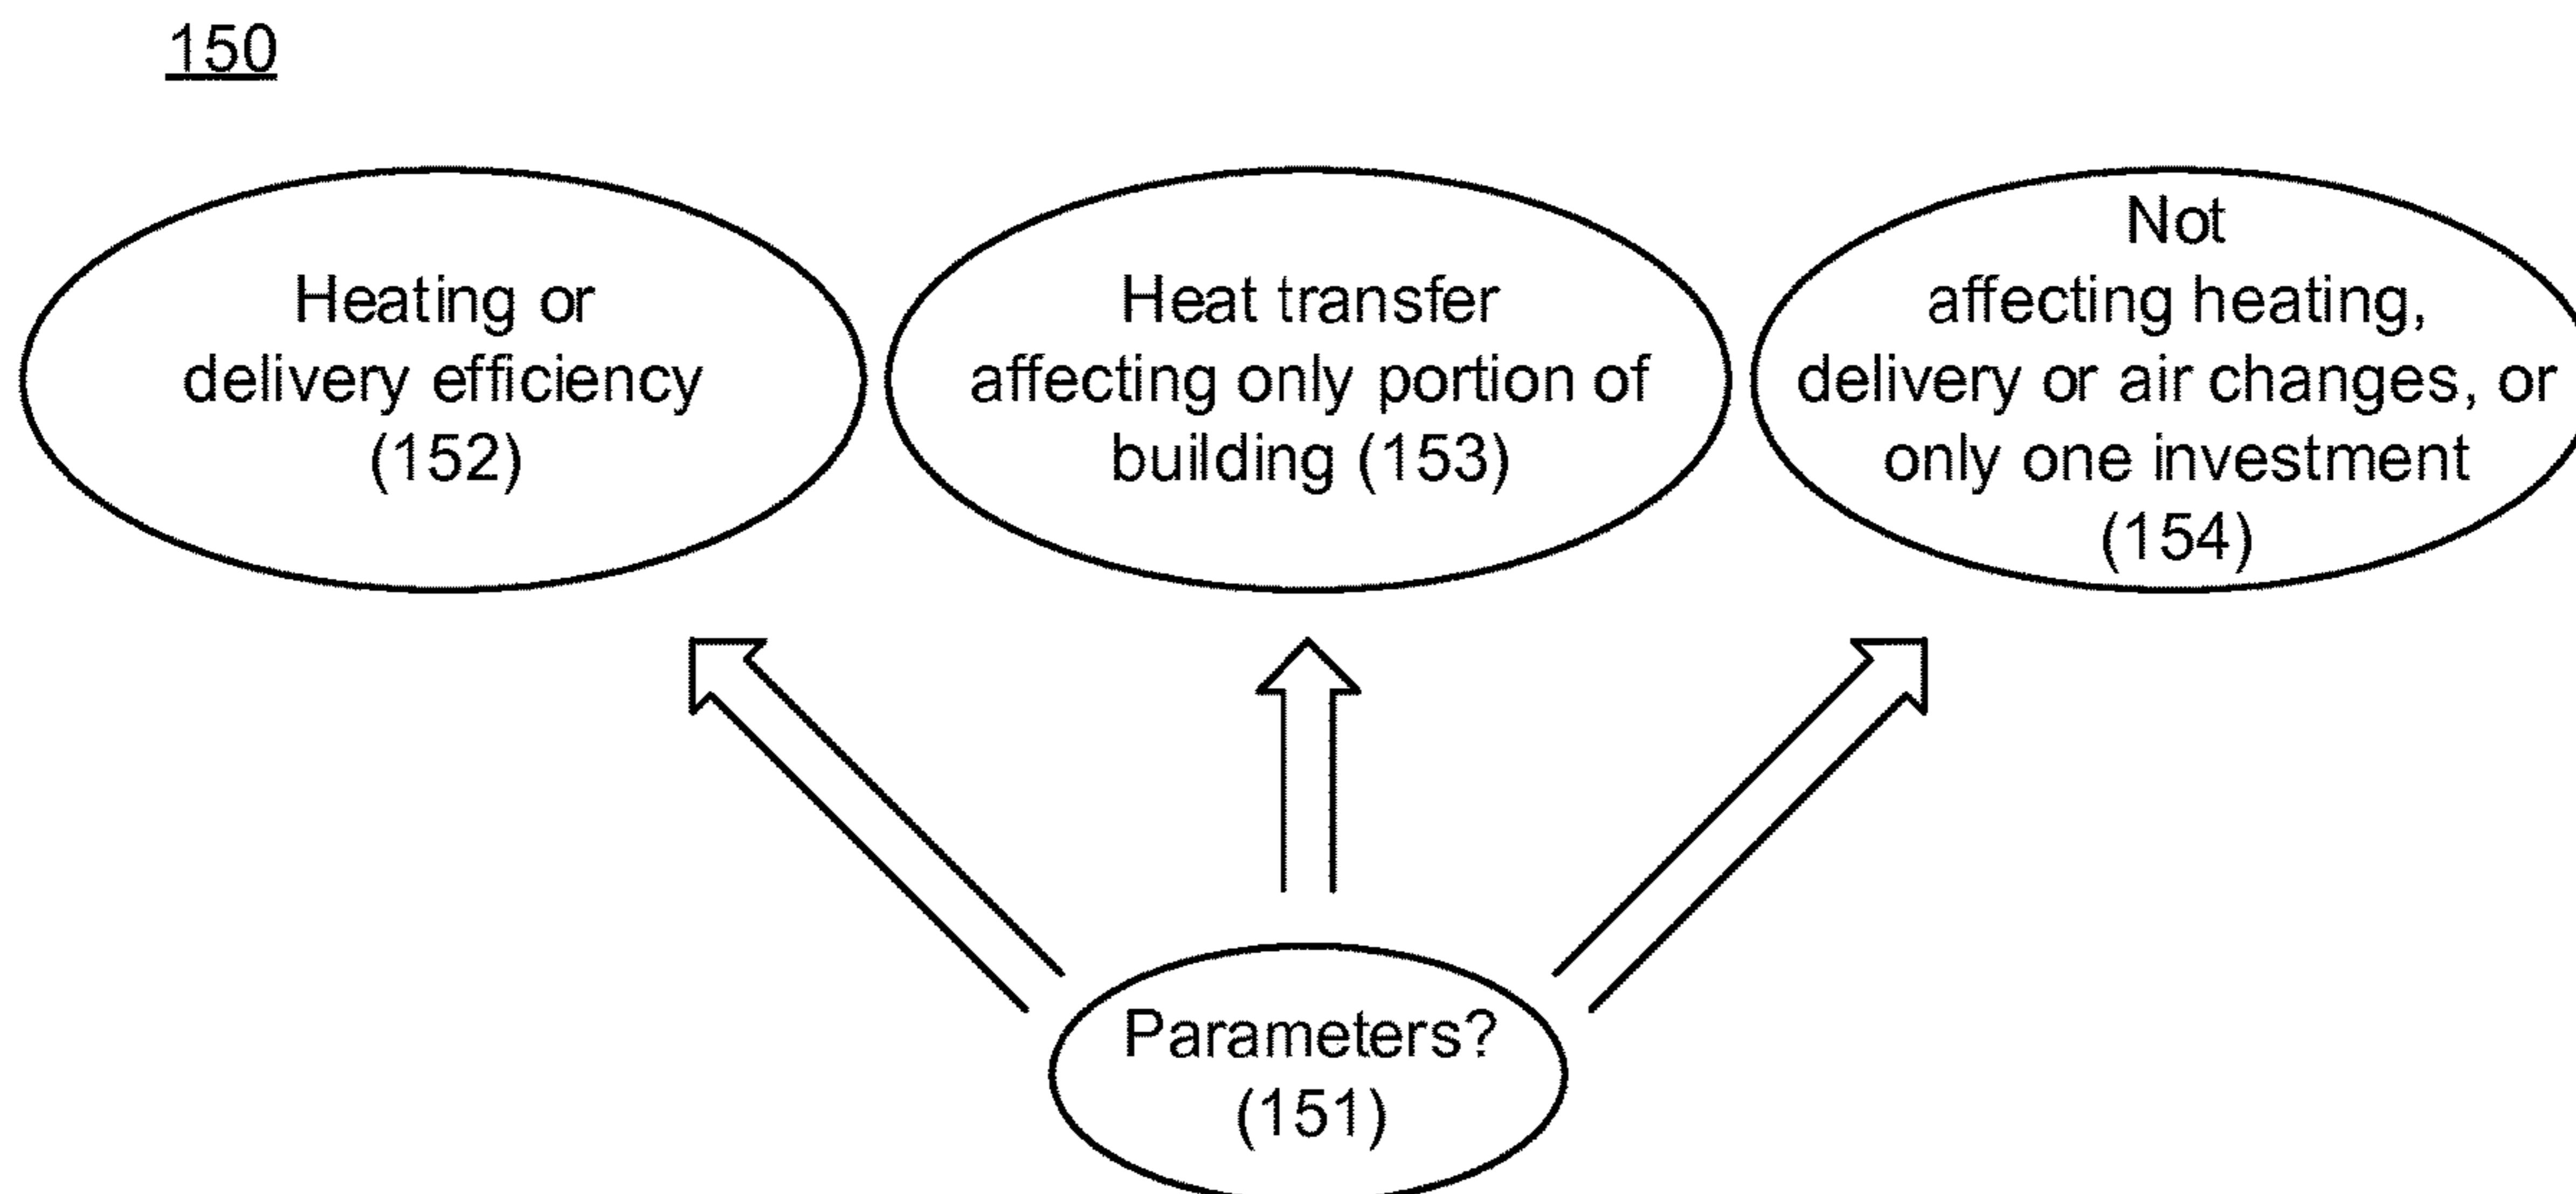 150
Heating or
delivery efficiency
(152)
Heat transfer
affecting only portion of
building (153)
Not
affecting heating,
delivery or air changes, or
only one investment
(154)
Parameters?
(151)